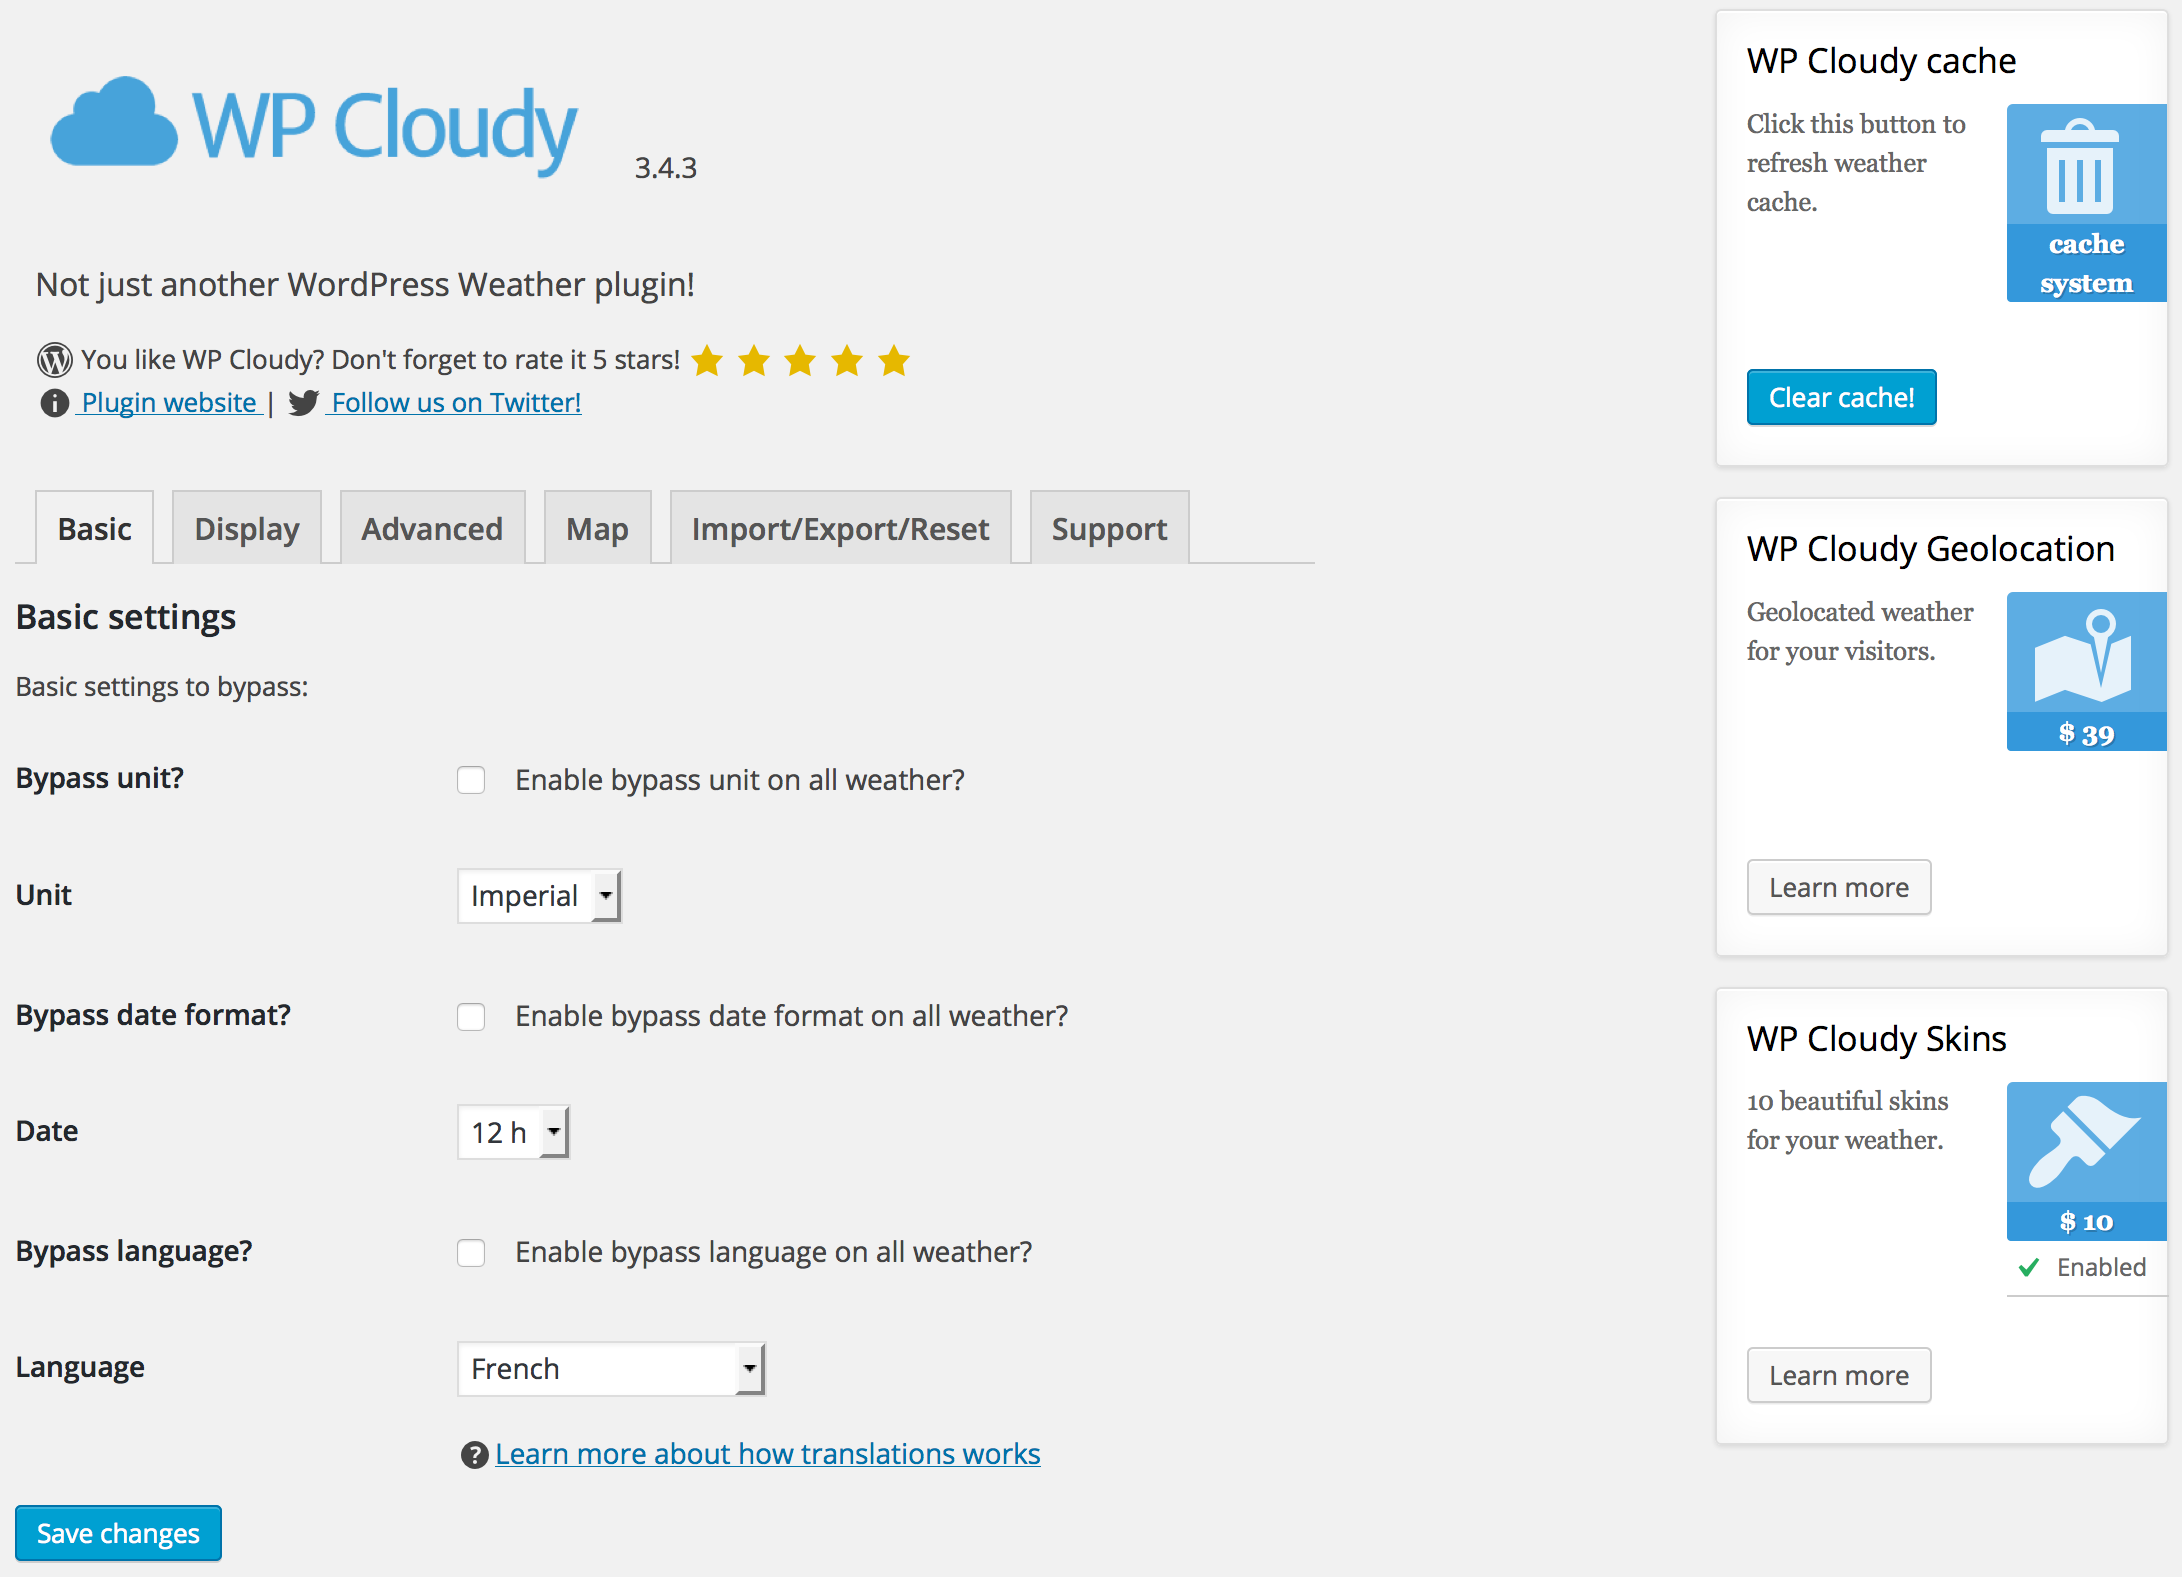 WP Cloudy 3.4.3
Not just another WordPress Weather plugin!
You like WP Cloudy? Don't forget to rate it 5 stars!
Plugin website | Follow us on Twitter!
Basic Display Advanced Map Import/Export/Reset Support
Basic settings
Basic settings to bypass:
Bypass unit? Enable bypass unit on all weather?
Unit Imperial
Bypass date format? Enable bypass date format on all weather?
Date 12 h
Bypass language? Enable bypass language on all weather?
Language French
Learn more about how translations works
Save changes
WP Cloudy cache
Click this button to
refresh weather
cache.
cache
system
Clear cache!
WP Cloudy Geolocation
Geolocated weather
for your visitors.
$ 39
Learn more
WP Cloudy Skins
10 beautiful skins
for your weather.
$ 10
Enabled
Learn more